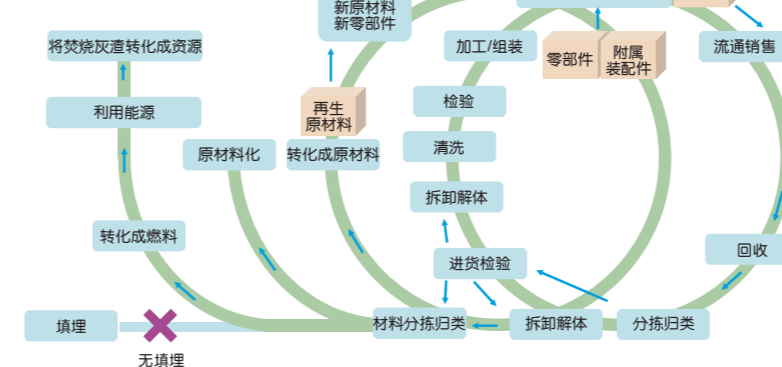 新原材料
新零部件
将焚烧灰渣转化成资源
加工/组装
零部件
附属
装配件
流通销售
利用能源
再生
原材料
检验
原材料化
转化成原材料
清洗
拆卸解体
转化成燃料
进货检验
回收
填埋
材料分拣归类
拆卸解体
分拣归类
无填埋